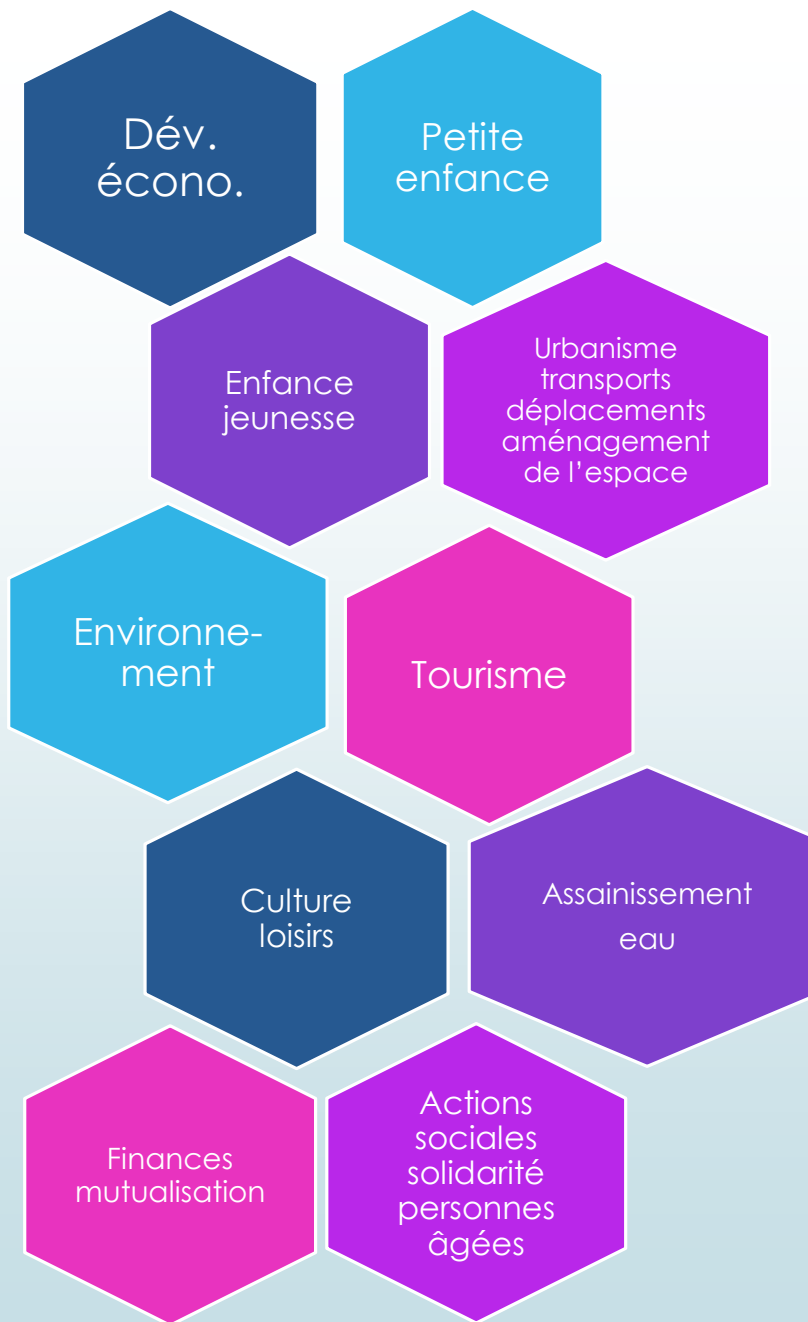 Dév.
écono.
Petite
enfance
Enfance
jeunesse
Urbanisme
transports
déplacements
aménagement
de l'espace
Environne-
ment
Tourisme
Culture
loisirs
Assainissement
eau
Finances
mutualisation
Actions
sociales
solidarité
personnes
âgées